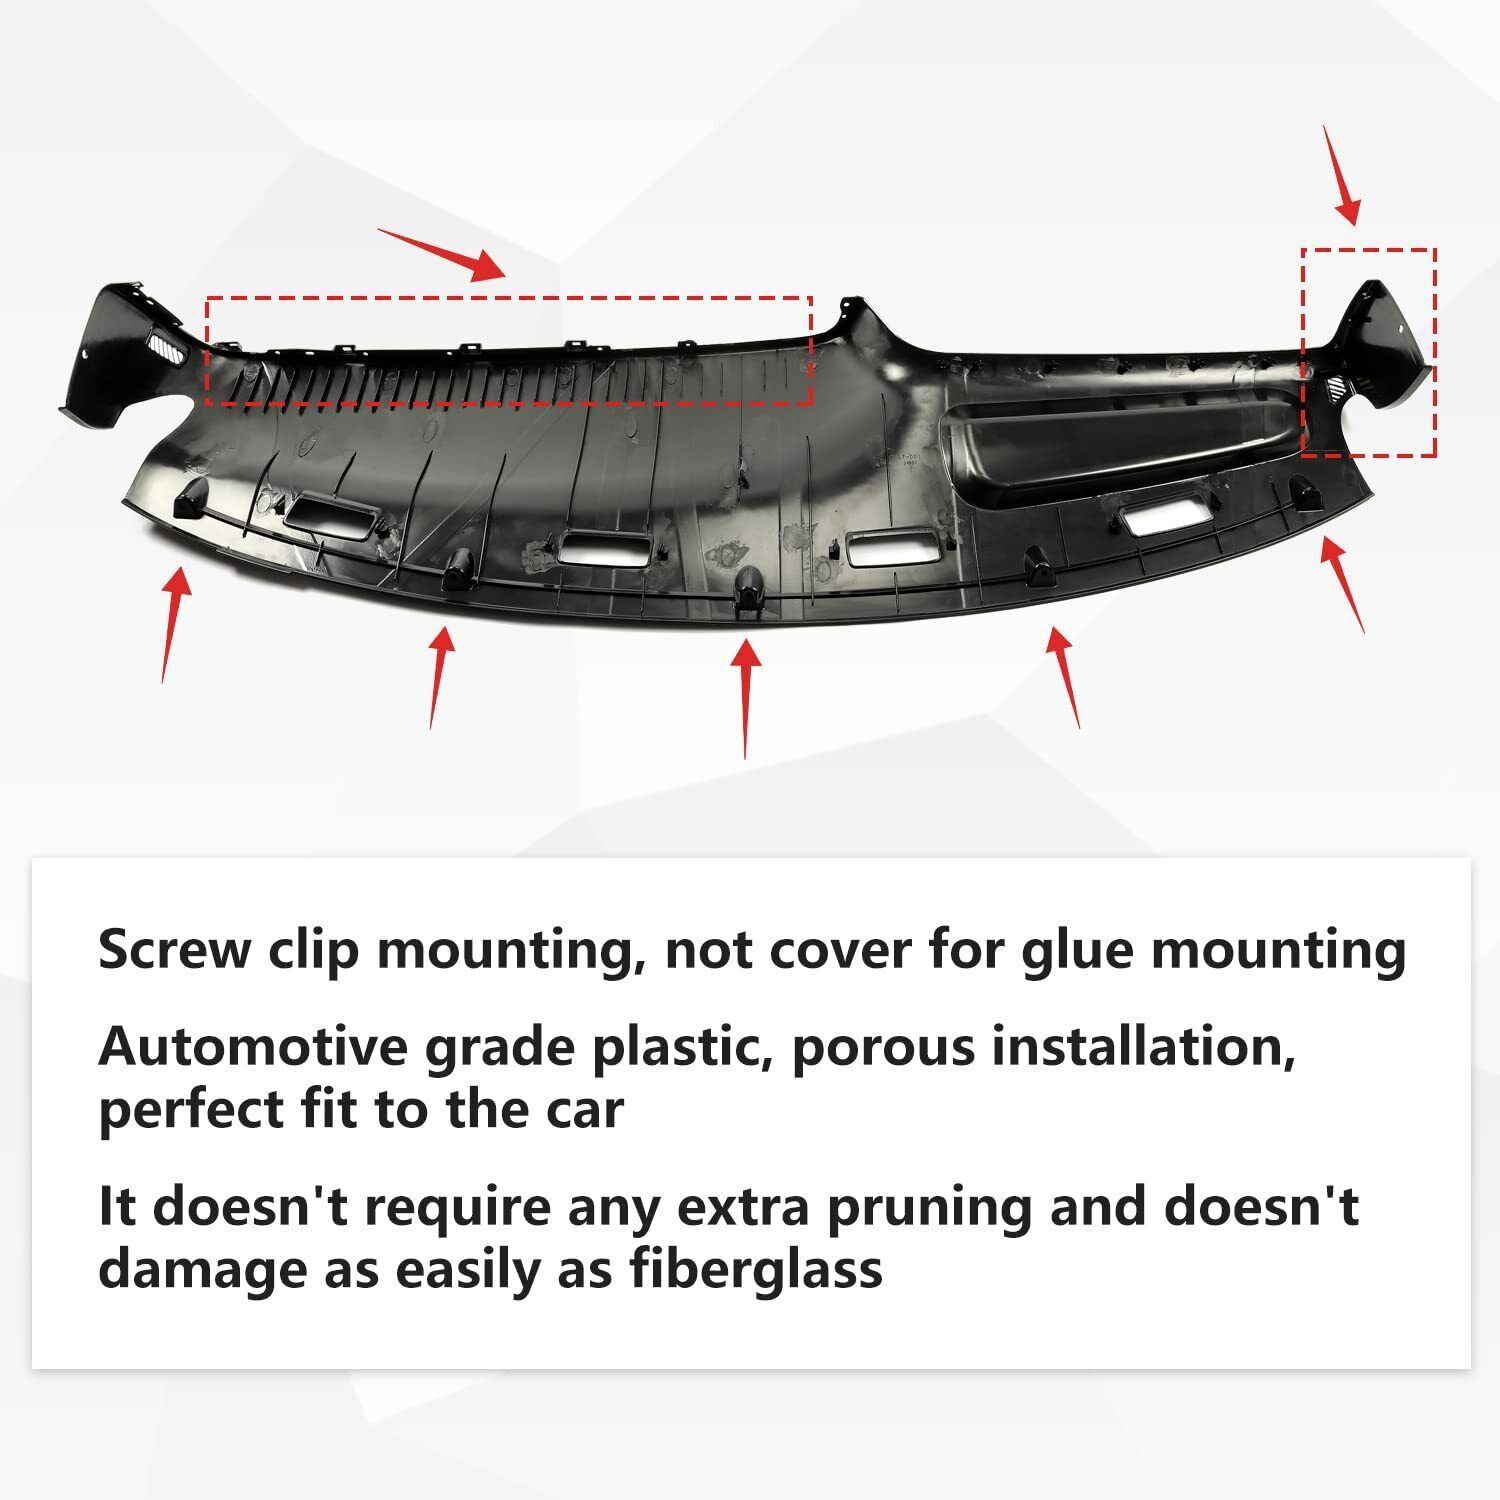 Screw clip mounting, not cover for glue mounting
Automotive grade plastic, porous installation,
perfect fit to the car
It doesn't require any extra pruning and doesn't
damage as easily as fiberglass